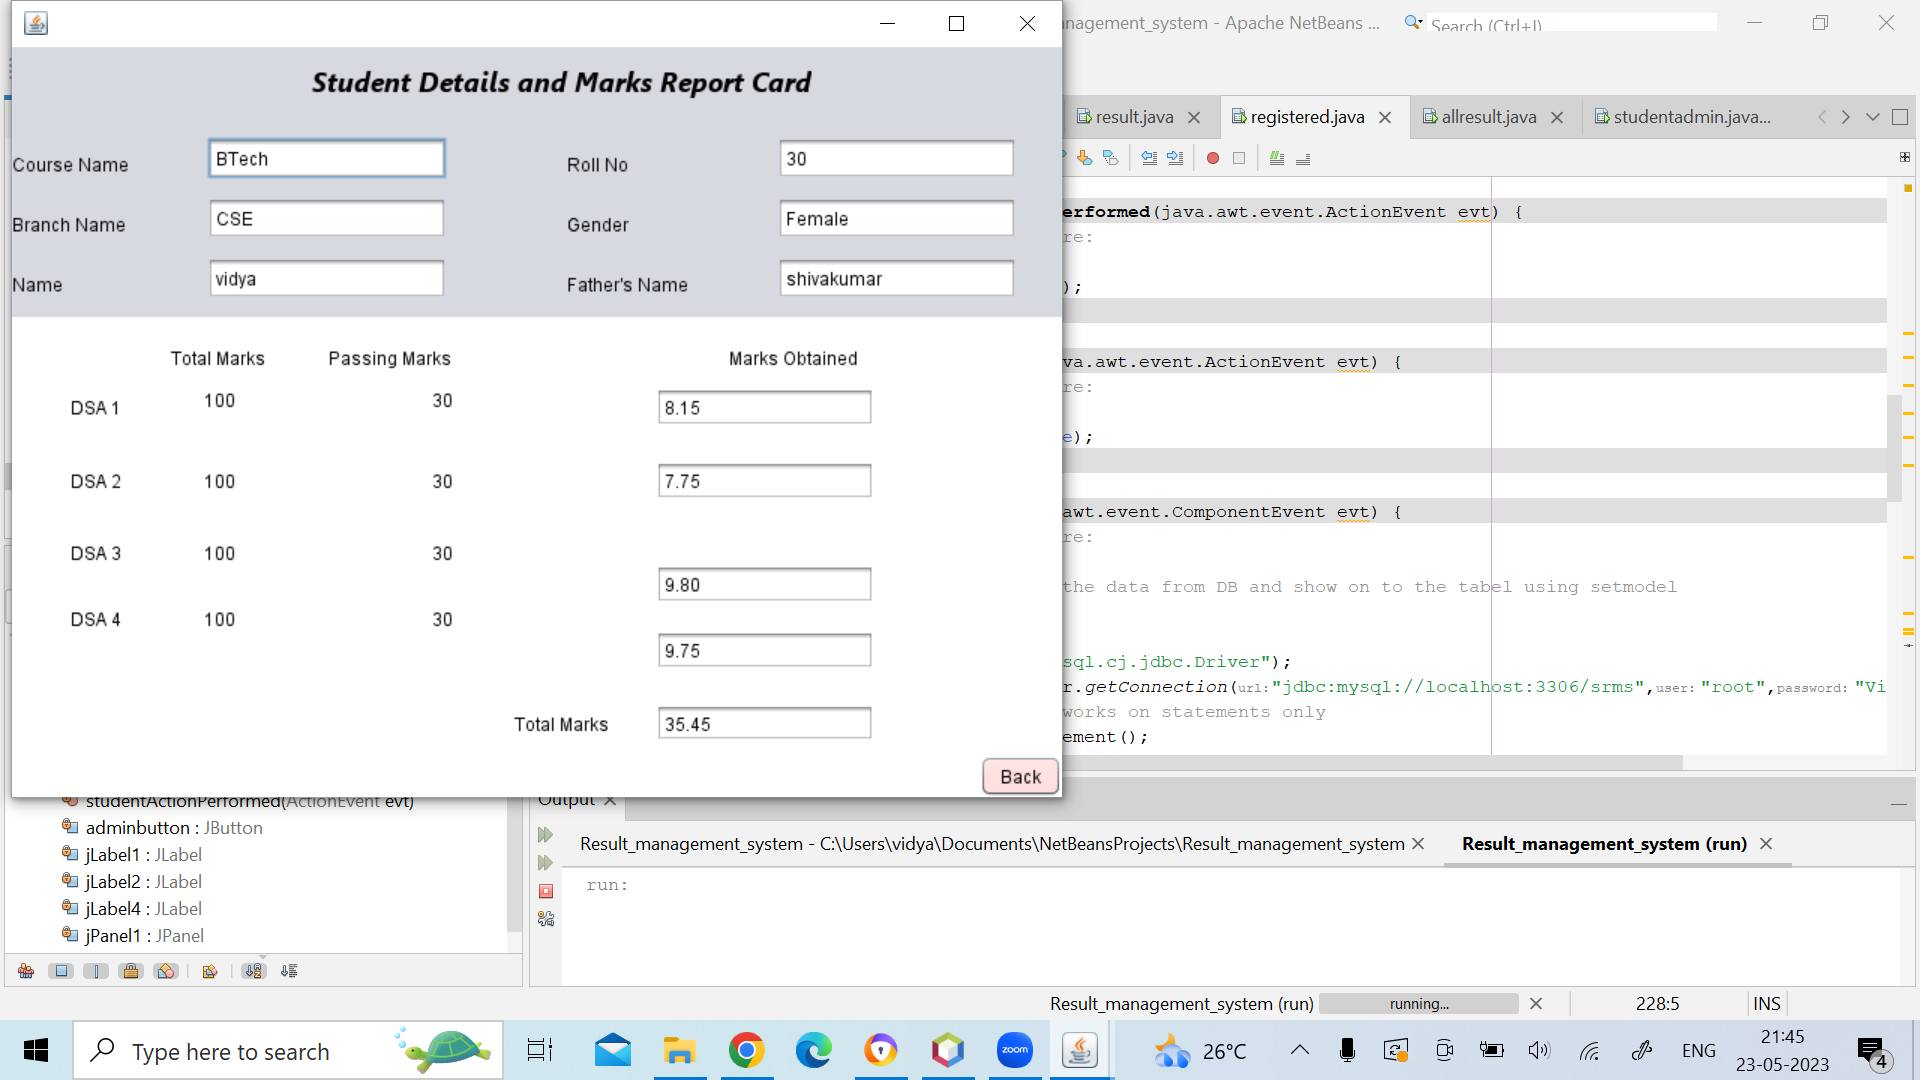 Student Details and Marks Report Card
Course Name BTech Roll No 30
Branch Name CSE Gender Female
Name vidya Father's Name shivakumar
Total Marks Passing Marks Marks Obtained
DSA 1 100 30 8.15
DSA 2 100 30 7.75
DSA 3 100 30 9.80
DSA 4 100 30 9.75
Total Marks 35.45
Back
anagement_system - Apache NetBeans ... Search (Ctrl+I)
result.java registered.java allresult.java studentadmin.java...
erformed(java.awt.event.ActionEvent evt) {
re:
);
va.awt.event.ActionEvent evt) {
re:
e);
awt.event.ComponentEvent evt) {
re:
the data from DB and show on to the tabel using setmodel
sql.cj.jdbc.Driver");
r.getConnection(url:"jdbc:mysql://localhost:3306/srms",user:"root",password:"Vi
works on statements only
ement();
studentActionPerformed(ActionEvent evt)
adminbutton : JButton
jLabel1 : JLabel
jLabel2 : JLabel
jLabel4 : JLabel
jPanel1 : JPanel
Output
Result_management_system - C:\Users\vidya\Documents\NetBeansProjects\Result_management_system Result_management_system (run)
run:
Result_management_system (run) running... 228:5 INS
Type here to search zoom 26°C ENG 21:45
23-05-2023 4